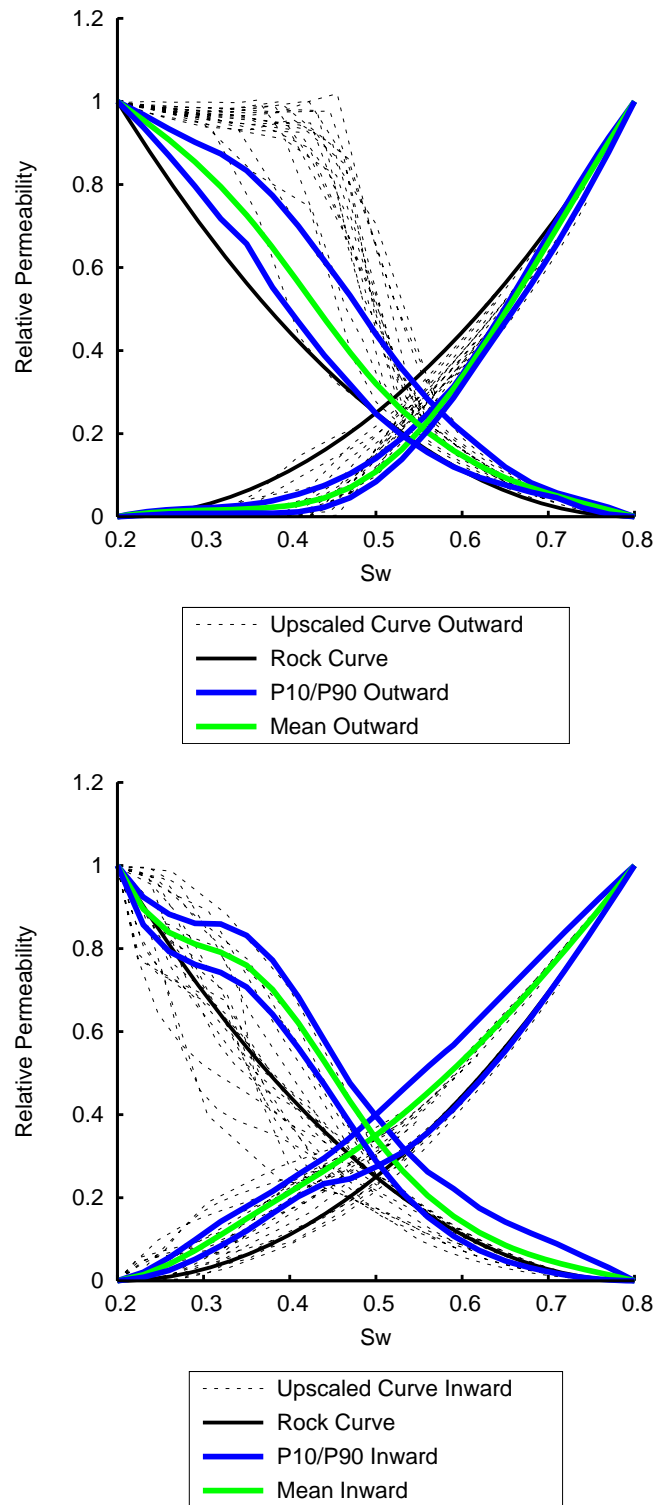 1.2
1
0.8
0.6
0.4
0.2
0
Relative Permeability
0.2 0.3 0.4 0.5 0.6 0.7 0.8
Sw
Upscaled Curve Outward
Rock Curve
P10/P90 Outward
Mean Outward
1.2
1
0.8
0.6
0.4
0.2
0
Relative Permeability
0.2 0.3 0.4 0.5 0.6 0.7 0.8
Sw
Upscaled Curve Inward
Rock Curve
P10/P90 Inward
Mean Inward